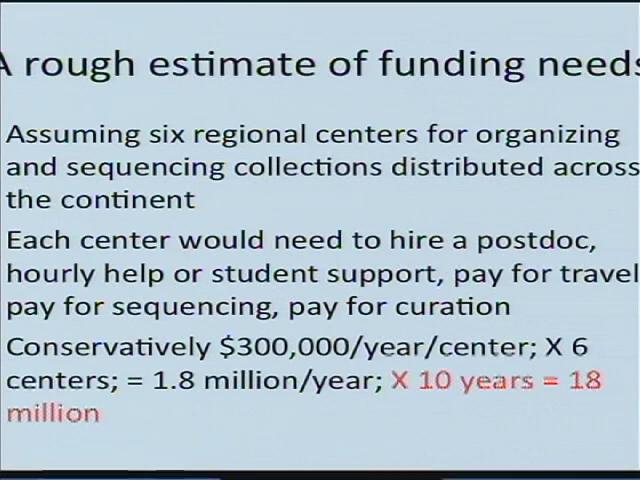 A rough estimate of funding needs
Assuming six regional centers for organizing
and sequencing collections distributed across
the continent
Each center would need to hire a postdoc,
hourly help or student support, pay for travel
pay for sequencing, pay for curation
Conservatively $300,000/year/center; X 6
centers; = 1.8 million/year; X 10 years = 18
million